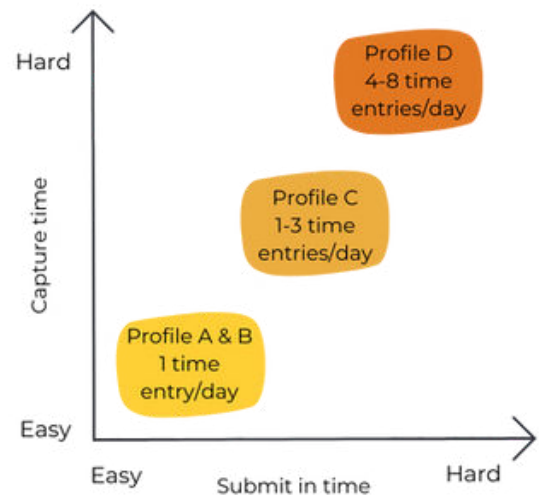 Hard
Profile D
4-8 time
entries/day
Capture time
Profile C
1-3 time
entries/day
Profile A & B
1 time
entry/day
Easy
Easy
Submit in time
Hard